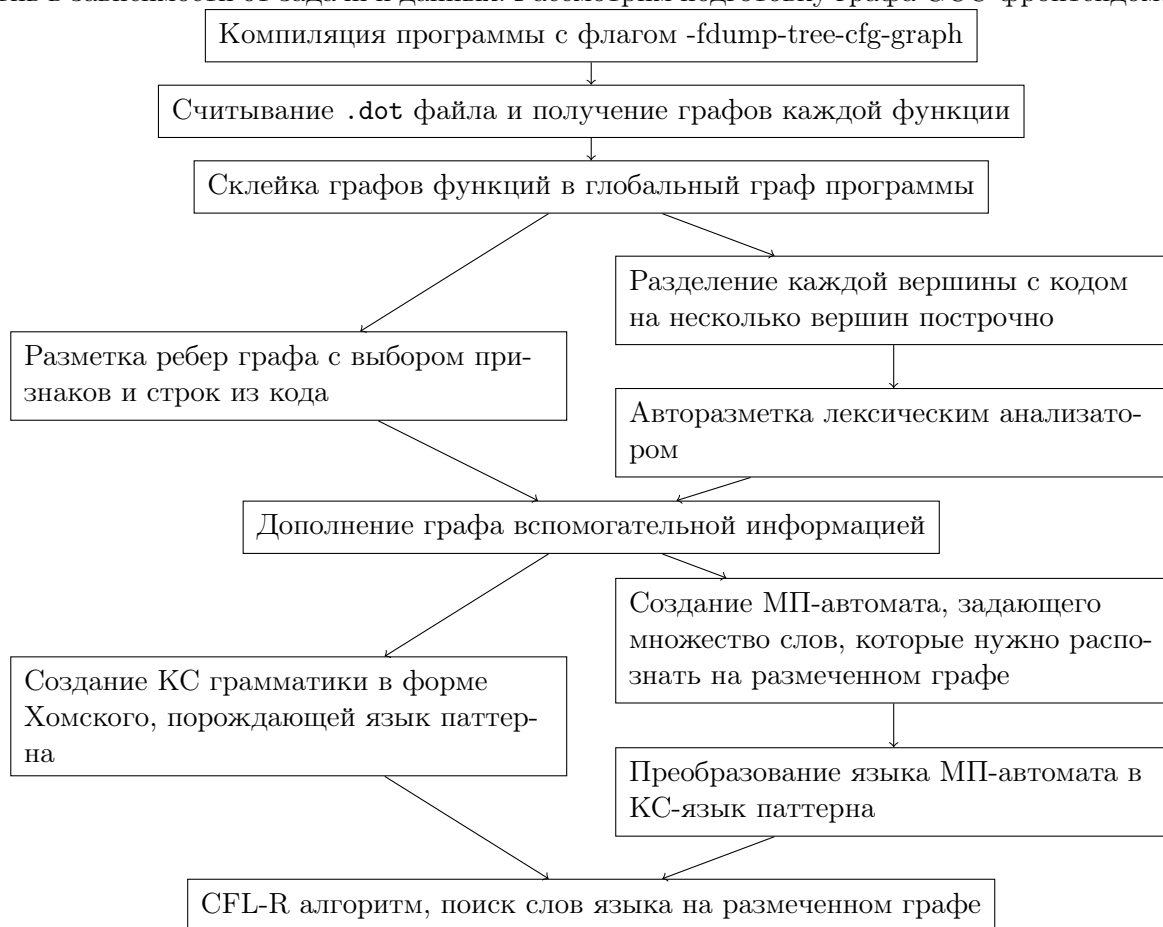 в зависимости от задачи и данных. Рассмотрим подготовку графа GCC фронтендом.
Компиляция программы с флагом -fdump-tree-cfg-graph
Считывание .dot файла и получение графов каждой функции
Склейка графов функций в глобальный граф программы
Разделение каждой вершины с кодом
на несколько вершин построчно
Разметка ребер графа с выбором при-
знаков и строк из кода
Авторазметка лексическим анализато-
ром
Дополнение графа вспомогательной информацией
Создание МП-автомата, задающего
множество слов, которые нужно распо-
знать на размеченном графе
Создание КС грамматики в форме
Хомского, порождающей язык паттер-
на
Преобразование языка МП-автомата в
КС-язык паттерна
CFL-R алгоритм, поиск слов языка на размеченном графе